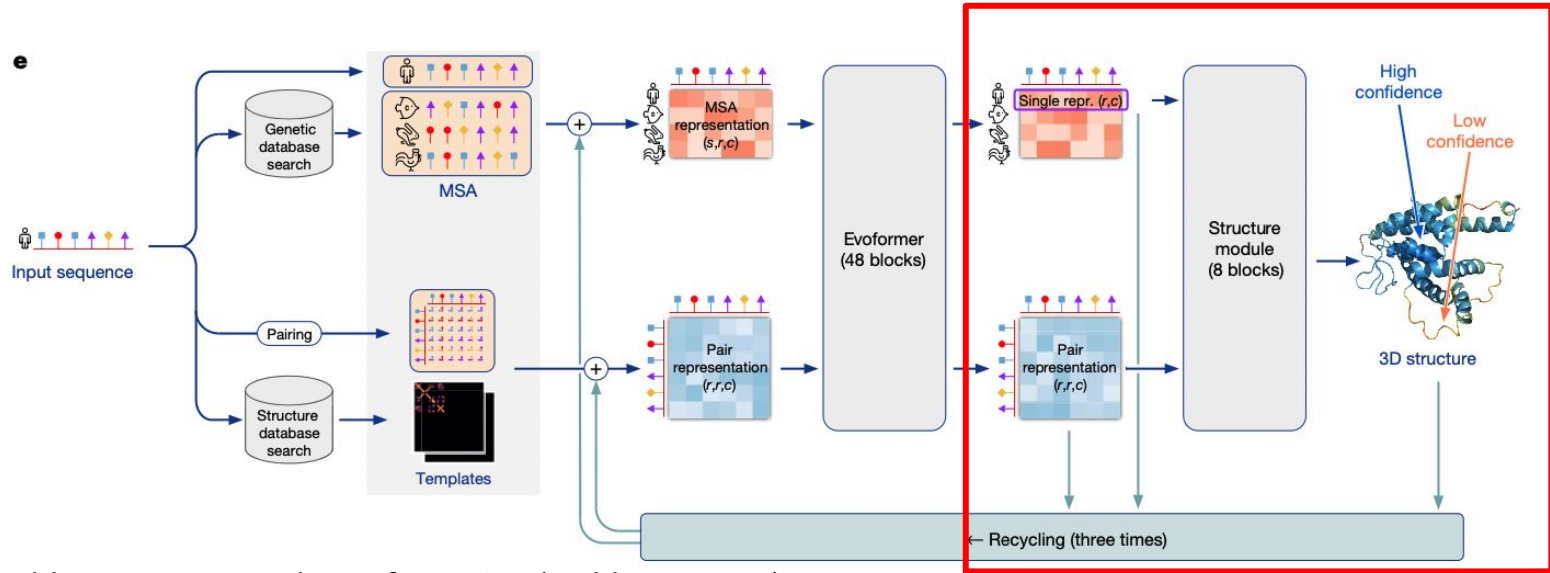 e
Input sequence
Genetic
database
search
MSA
Pairing
Structure
database
search
Templates
MSA
representation
(s,r,c)
Pair
representation
(r,r,c)
Evoformer
(48 blocks)
Single repr. (r,c)
Pair
representation
(r,r,c)
Structure
module
(8 blocks)
High
confidence
Low
confidence
3D structure
← Recycling (three times)